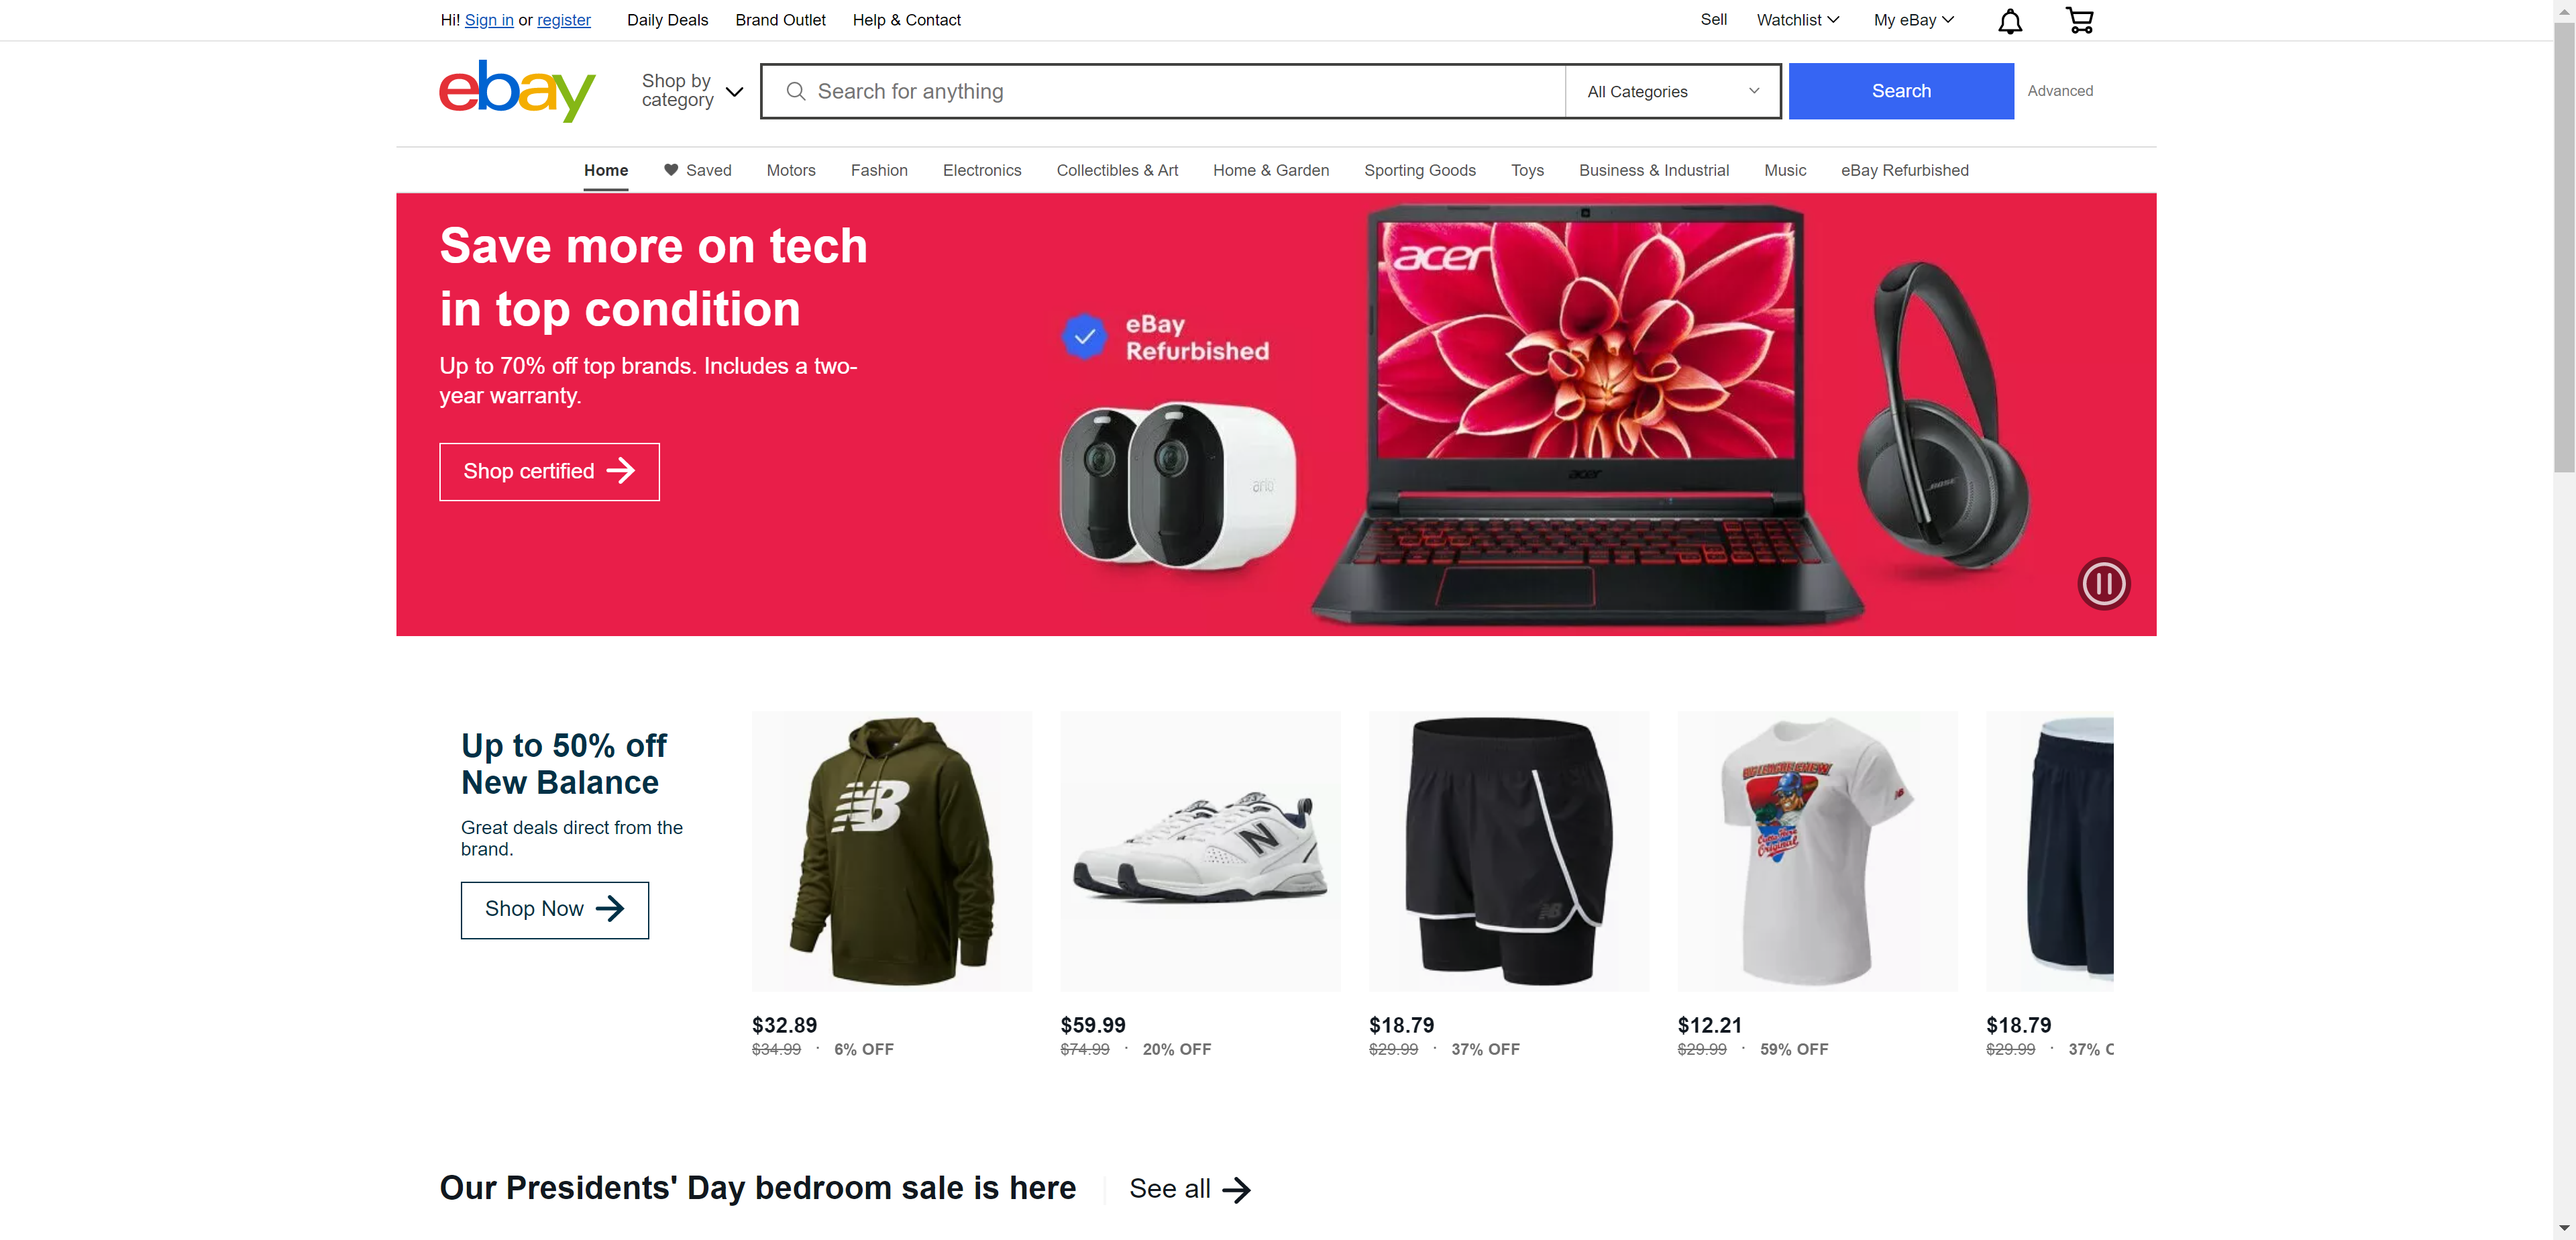 Hi! Sign in or register
Daily Deals
Brand Outlet
Help & Contact
Sell
Watchlist
My eBay
ebay
Shop by
category
Search for anything
All Categories
Search
Advanced
Home
Saved
Motors
Fashion
Electronics
Collectibles & Art
Home & Garden
Sporting Goods
Toys
Business & Industrial
Music
eBay Refurbished
Save more on tech
in top condition
Up to 70% off top brands. Includes a two-
year warranty.
Shop certified
eBay
Refurbished
arlo
acer
acer
BOSE
Up to 50% off
New Balance
Great deals direct from the
brand.
Shop Now
NB
N
NB
$32.89
$34.99 · 6% OFF
$59.99
$74.99 · 20% OFF
$18.79
$29.99 · 37% OFF
$12.21
$29.99 · 59% OFF
$18.79
$29.99 · 37%
Our Presidents' Day bedroom sale is here
See all